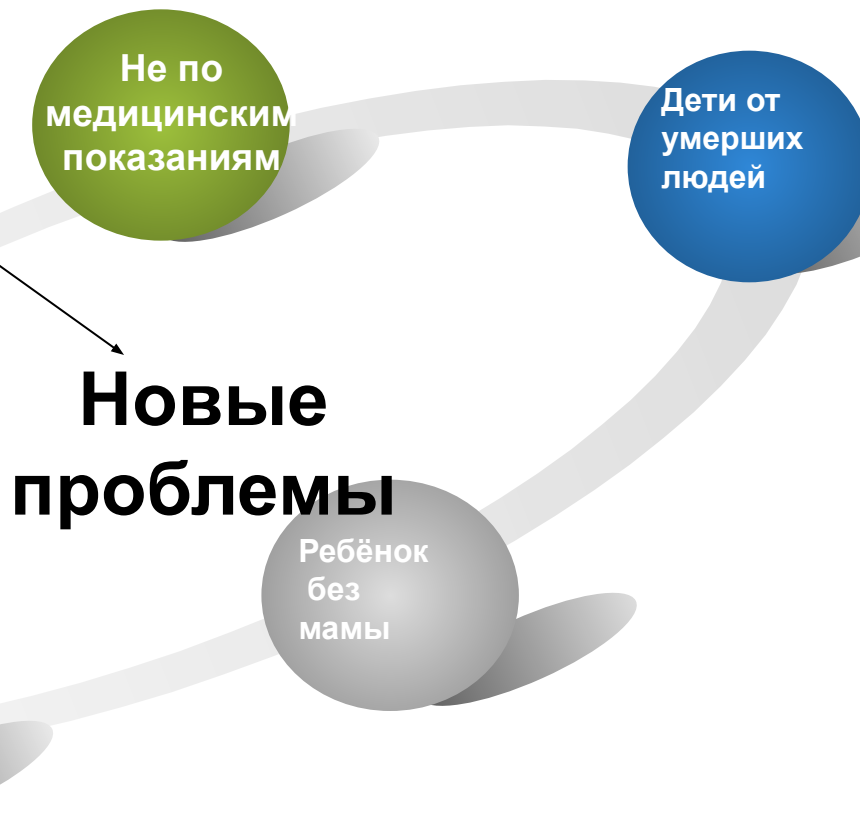 Не по
медицинским
показаниям
Дети от
умерших
людей
Новые
проблемы
Ребёнок
без
мамы